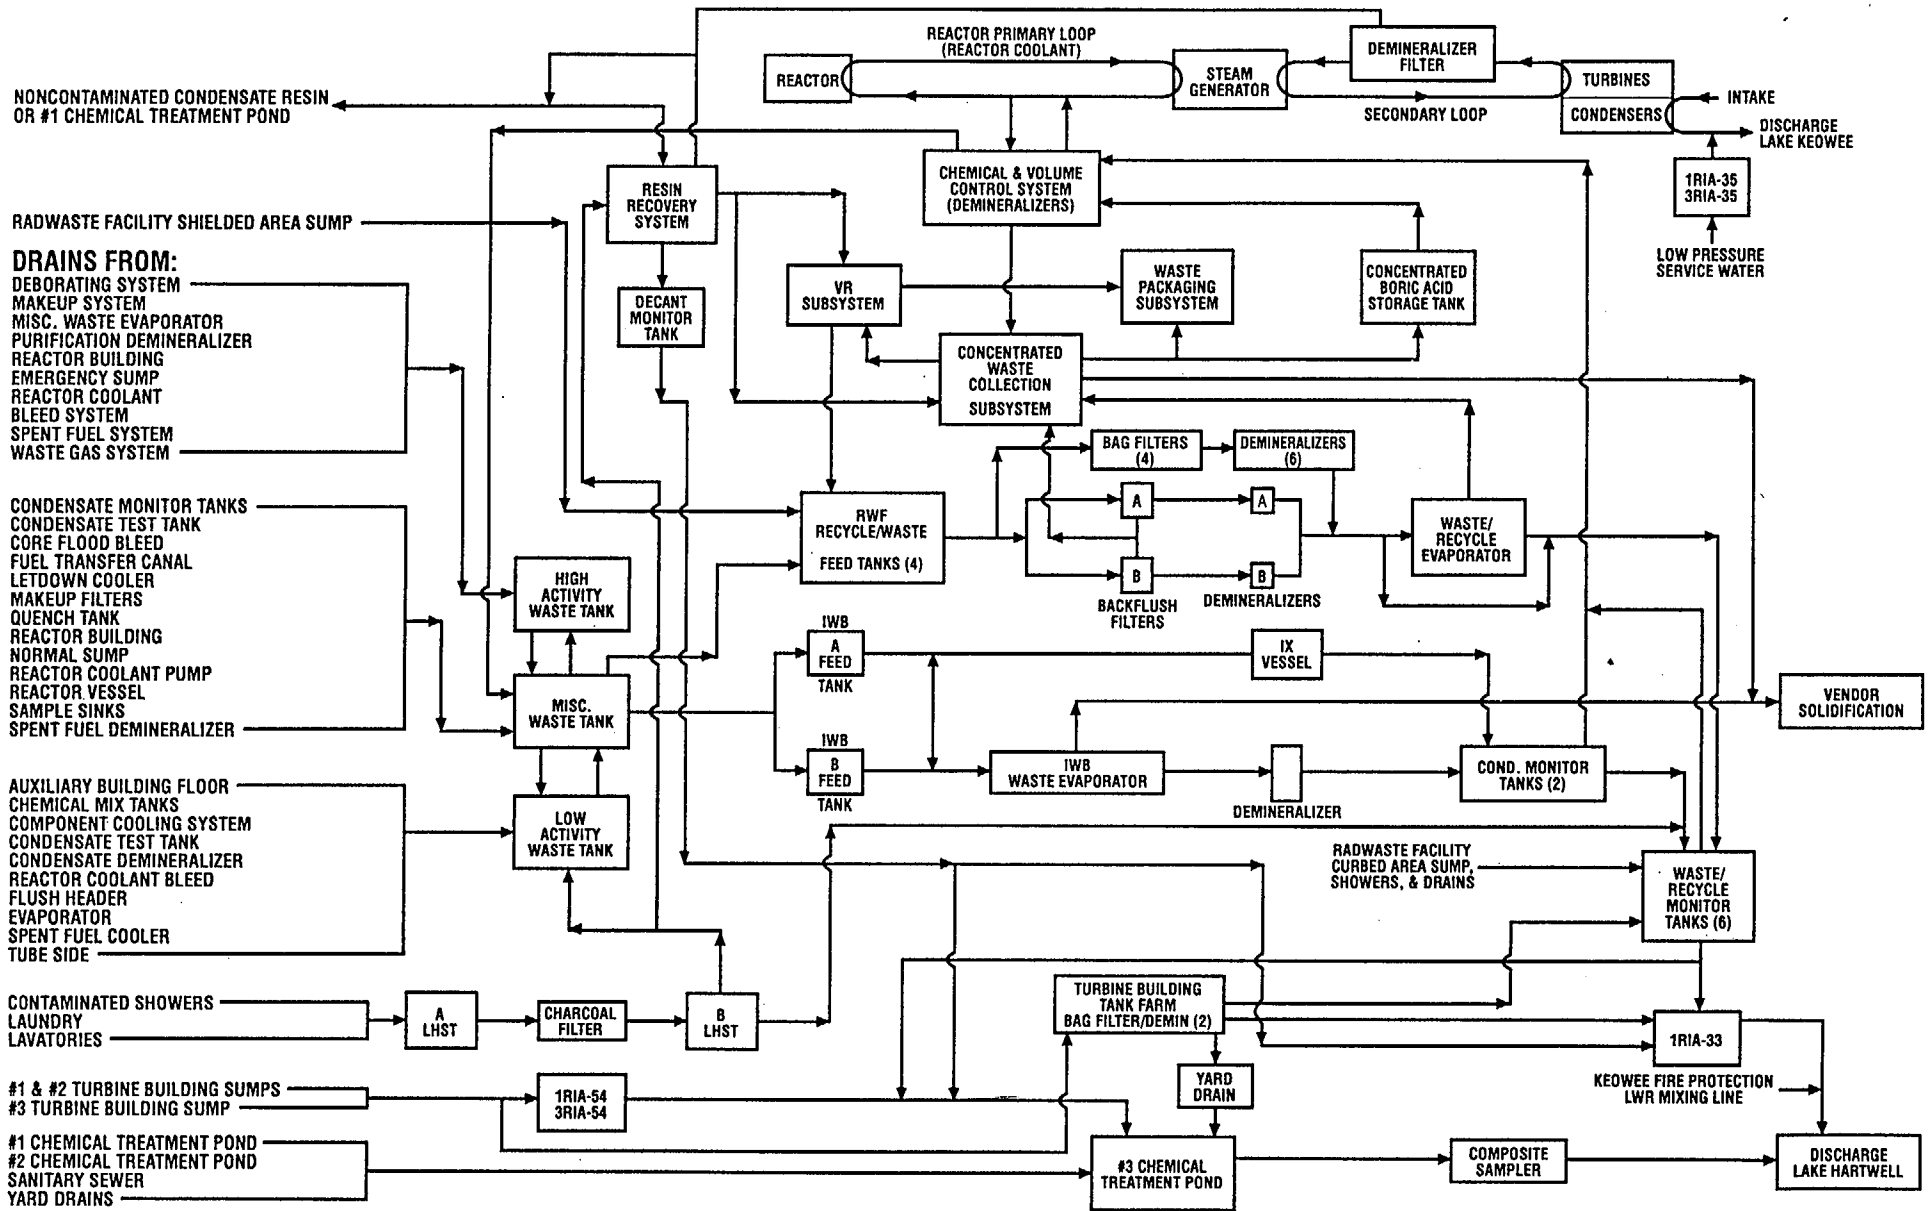 REACTOR PRIMARY LOOP
(REACTOR COOLANT)
REACTOR
STEAM
GENERATOR
DEMINERALIZER
FILTER
TURBINES
CONDENSERS
SECONDARY LOOP
INTAKE
DISCHARGE
LAKE KEOWEE
1RIA-35
3RIA-35
LOW PRESSURE
SERVICE WATER
NONCONTAMINATED CONDENSATE RESIN
OR #1 CHEMICAL TREATMENT POND
RESIN
RECOVERY
SYSTEM
CHEMICAL & VOLUME
CONTROL SYSTEM
(DEMINERALIZERS)
RADWASTE FACILITY SHIELDED AREA SUMP
DRAINS FROM:
DEBORATING SYSTEM
MAKEUP SYSTEM
MISC. WASTE EVAPORATOR
PURIFICATION DEMINERALIZER
REACTOR BUILDING
EMERGENCY SUMP
REACTOR COOLANT
BLEED SYSTEM
SPENT FUEL SYSTEM
WASTE GAS SYSTEM
DECANT
MONITOR
TANK
VR
SUBSYSTEM
WASTE
PACKAGING
SUBSYSTEM
CONCENTRATED
BORIC ACID
STORAGE TANK
CONCENTRATED
WASTE
COLLECTION
SUBSYSTEM
BAG FILTERS
(4)
DEMINERALIZERS
(6)
CONDENSATE MONITOR TANKS
CONDENSATE TEST TANK
CORE FLOOD BLEED
FUEL TRANSFER CANAL
LETDOWN COOLER
MAKEUP FILTERS
QUENCH TANK
REACTOR BUILDING
NORMAL SUMP
REACTOR COOLANT PUMP
REACTOR VESSEL
SAMPLE SINKS
SPENT FUEL DEMINERALIZER
RWF
RECYCLE/WASTE
FEED TANKS (4)
A
A
B
B
BACKFLUSH
FILTERS
DEMINERALIZERS
WASTE/
RECYCLE
EVAPORATOR
HIGH
ACTIVITY
WASTE TANK
MISC.
WASTE TANK
IWB
A
FEED
TANK
IX
VESSEL
VENDOR
SOLIDIFICATION
IWB
B
FEED
TANK
IWB
WASTE EVAPORATOR
DEMINERALIZER
COND. MONITOR
TANKS (2)
AUXILIARY BUILDING FLOOR
CHEMICAL MIX TANKS
COMPONENT COOLING SYSTEM
CONDENSATE TEST TANK
CONDENSATE DEMINERALIZER
REACTOR COOLANT BLEED
FLUSH HEADER
EVAPORATOR
SPENT FUEL COOLER
TUBE SIDE
LOW
ACTIVITY
WASTE TANK
RADWASTE FACILITY
CURBED AREA SUMP,
SHOWERS, & DRAINS
WASTE/
RECYCLE
MONITOR
TANKS (6)
CONTAMINATED SHOWERS
LAUNDRY
LAVATORIES
A
LHST
CHARCOAL
FILTER
B
LHST
TURBINE BUILDING
TANK FARM
BAG FILTER/DEMIN (2)
1RIA-33
YARD
DRAIN
KEOWEE FIRE PROTECTION
LWR MIXING LINE
#1 & #2 TURBINE BUILDING SUMPS
#3 TURBINE BUILDING SUMP
1RIA-54
3RIA-54
#1 CHEMICAL TREATMENT POND
#2 CHEMICAL TREATMENT POND
SANITARY SEWER
YARD DRAINS
#3 CHEMICAL
TREATMENT POND
COMPOSITE
SAMPLER
DISCHARGE
LAKE HARTWELL